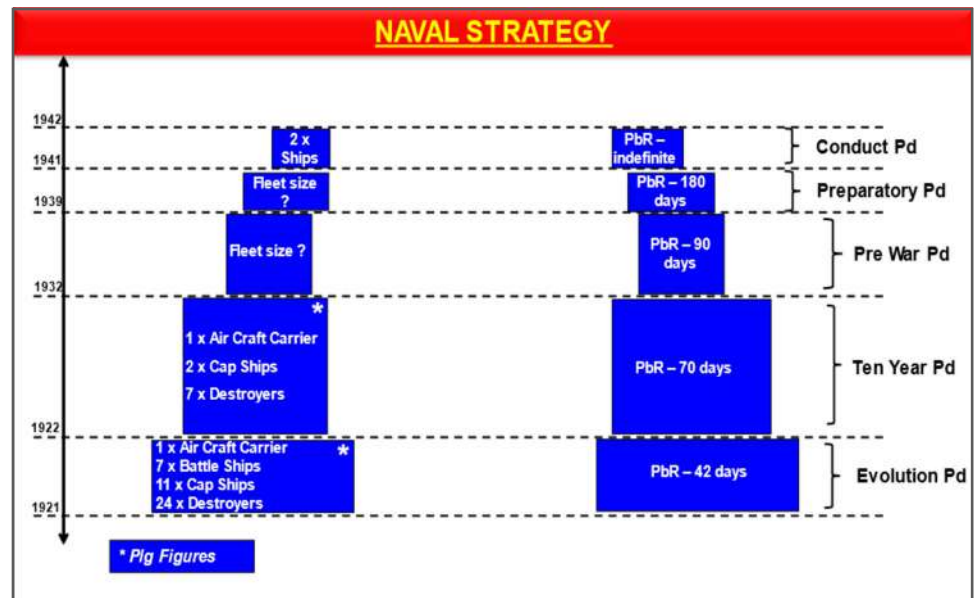 NAVAL STRATEGY
1942
2 x
Ships
PbR –
indefinite
Conduct Pd
1941
Fleet size
?
PbR – 180
days
Preparatory Pd
1939
Fleet size ?
PbR – 90
days
Pre War Pd
1932
*
1 x Air Craft Carrier
2 x Cap Ships
7 x Destroyers
PbR – 70 days
Ten Year Pd
1922
1 x Air Craft Carrier
*
7 x Battle Ships
11 x Cap Ships
24 x Destroyers
PbR – 42 days
Evolution Pd
1921
* Plg Figures